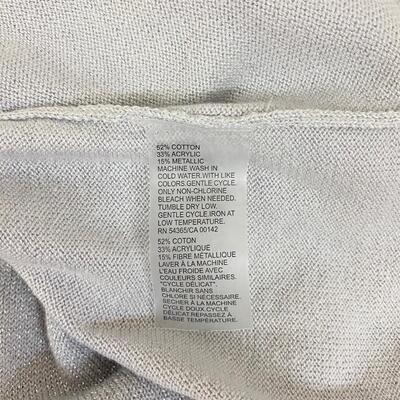 52% COTTON
33% ACRYLIC
15% METALLIC
MACHINE WASH IN
COLD WATER.WITH LIKE
COLORS.GENTLE CYCLE.
ONLY NON-CHLORINE
BLEACH WHEN NEEDED.
TUMBLE DRY LOW.
GENTLE CYCLE.IRON AT
LOW TEMPERATURE.
RN 54365/CA 00142
52% COTON
33% ACRYLIQUE
15% FIBRE MÉTALLIQUE
LAVER À LA MACHINE
L'EAU FROIDE AVEC
COULEURS SIMILAIRES.
"CYCLE DÉLICAT".
BLANCHIR SANS
CHLORE SI NÉCESSAIRE.
SÉCHER À LA MACHINE
CYCLE DOUX.CYCLE
DÉLICAT.REPASSEZ À
BASSE TEMPÉRATURE.